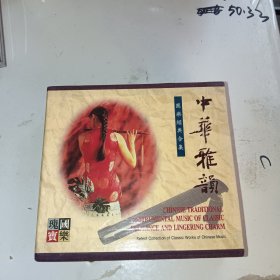 50.33
中華雅韻
國樂經典合集
CHINESE TRADITIONAL
INSTRUMENTAL MUSIC OF CLASSIC
ELEGANCE AND LINGERING CHARM
Select Collection of Classic Works of Chinese Music
國樂
瑰寶